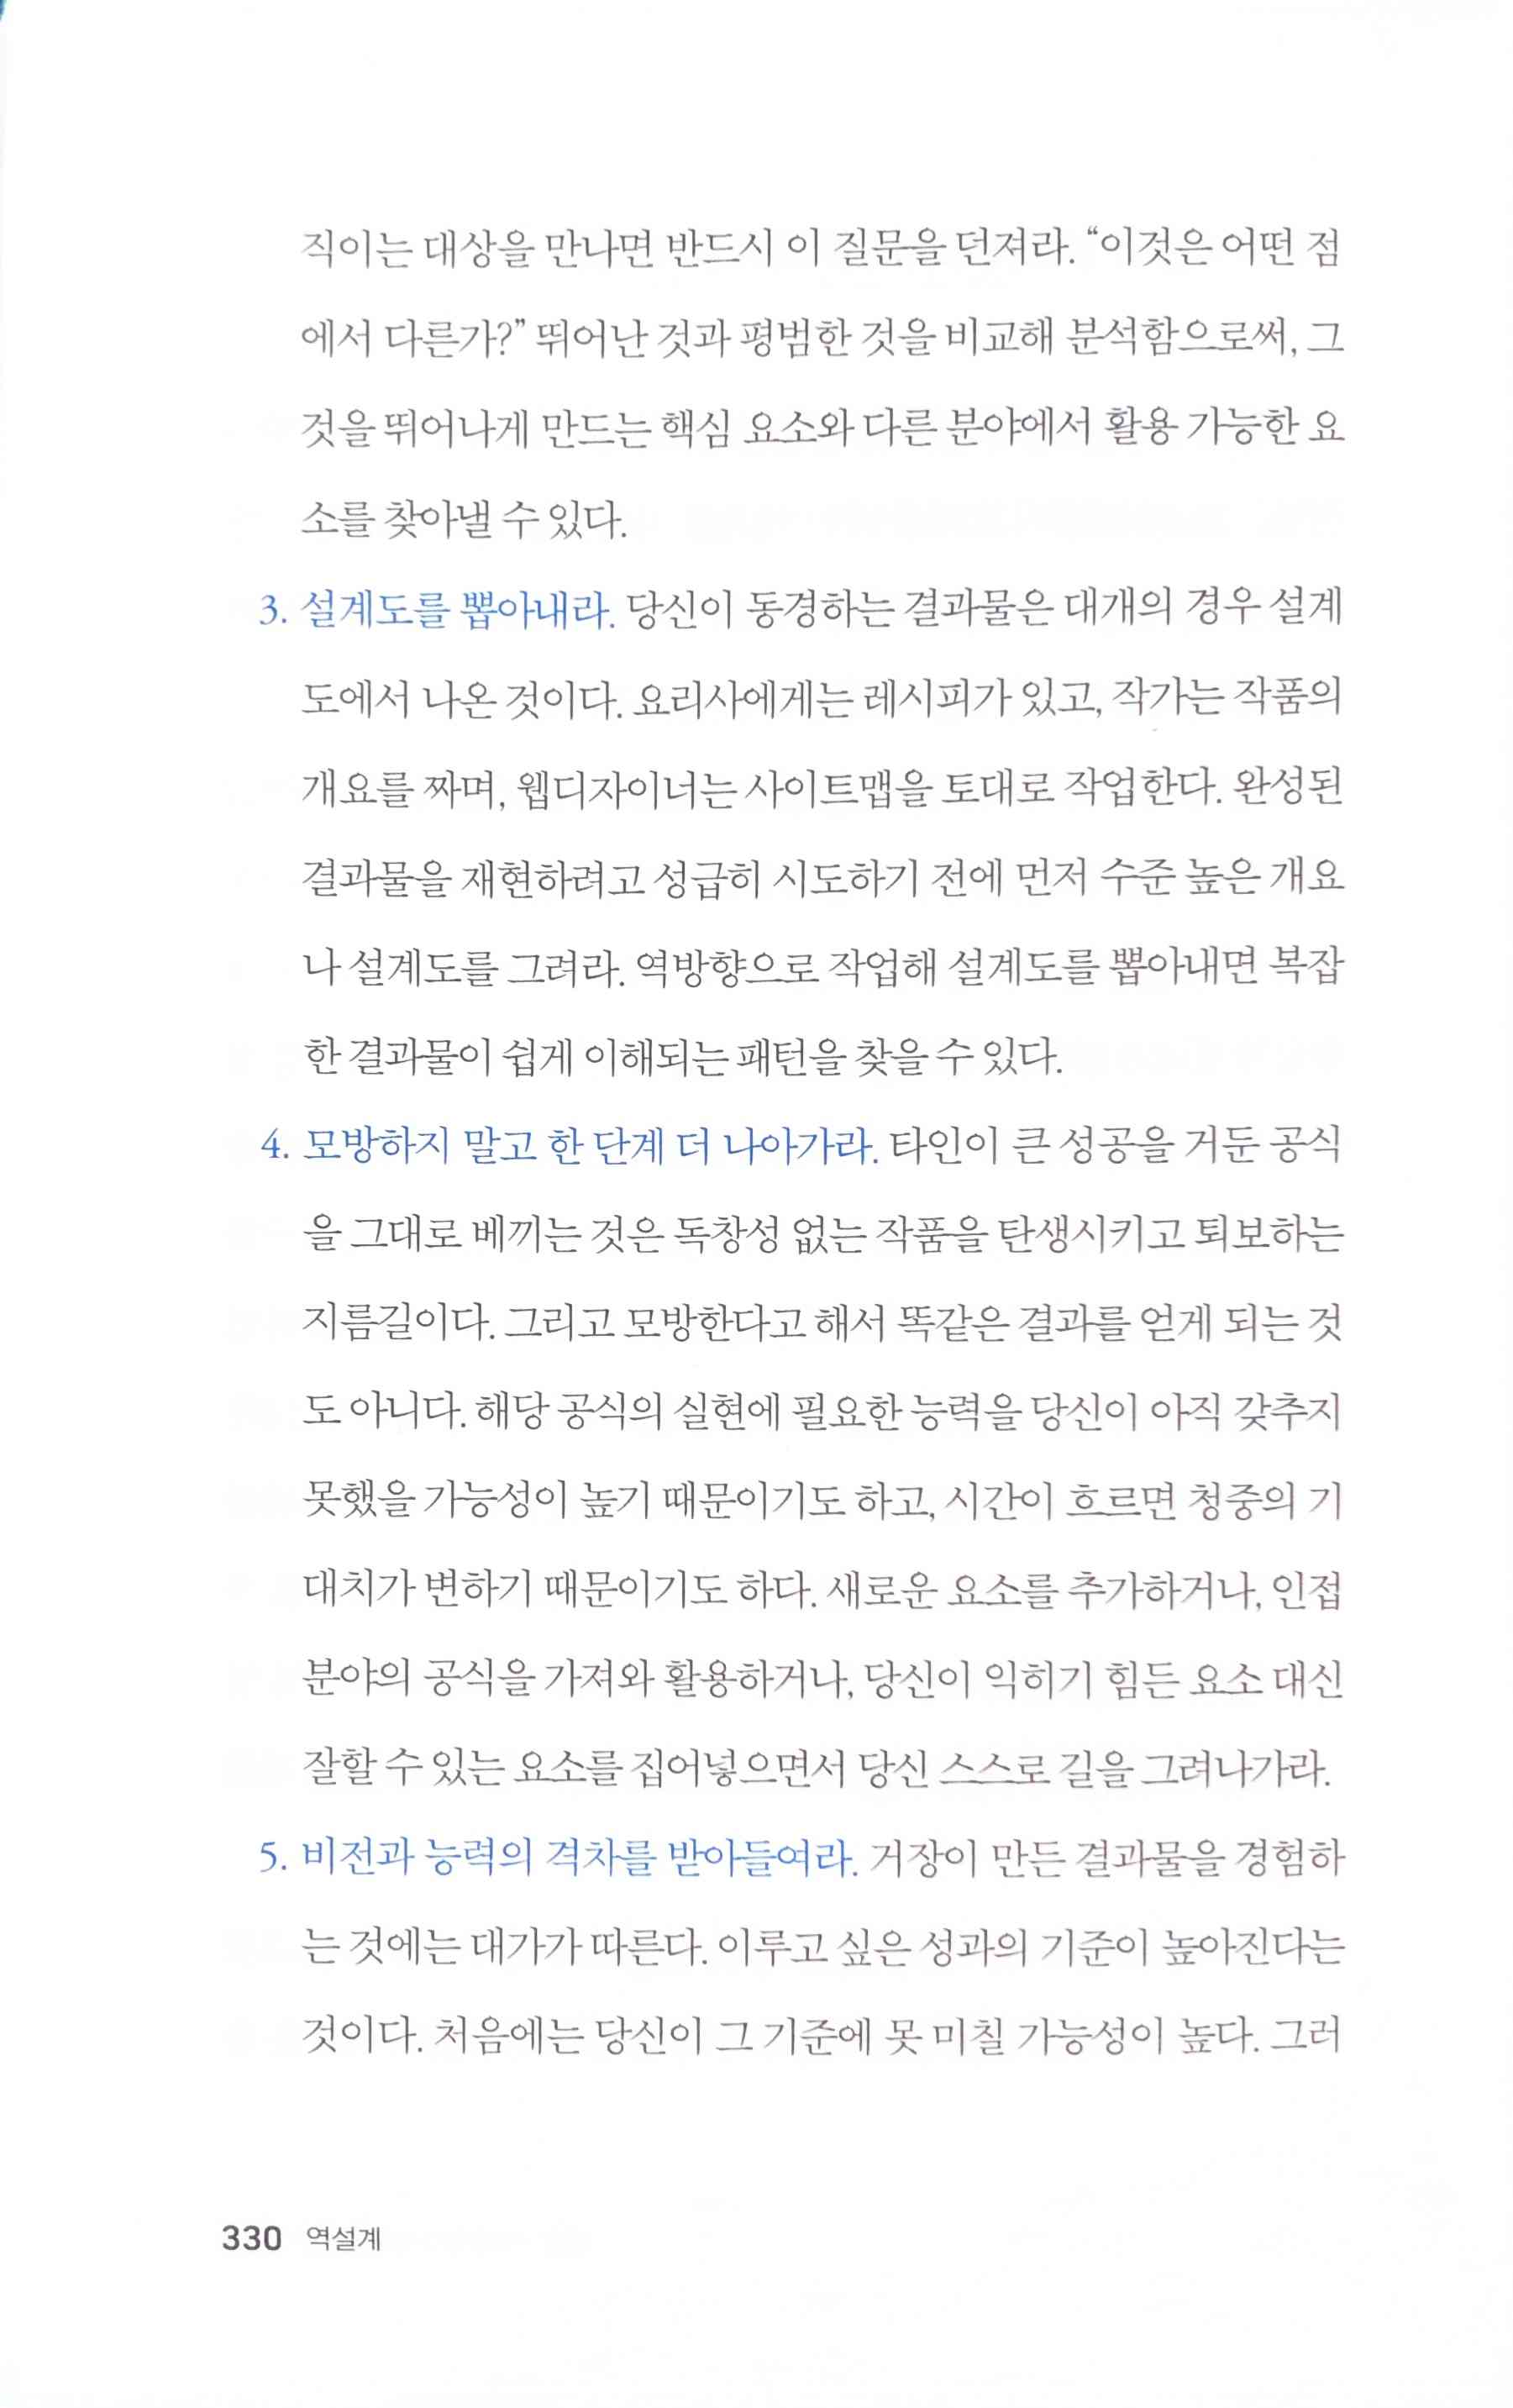 직이는 대상을 만나면 반드시 이 질문을 던져라. “이것은 어떤 점
에서 다른가?” 뛰어난 것과 평범한 것을 비교해 분석함으로써, 그
것을 뛰어나게 만드는 핵심 요소와 다른 분야에서 활용 가능한 요
소를 찾아낼 수 있다.
3. 설계도를 뽑아내라. 당신이 동경하는 결과물은 대개의 경우 설계
도에서 나온 것이다. 요리사에게는 레시피가 있고, 작가는 작품의
개요를 짜며, 웹디자이너는 사이트맵을 토대로 작업한다. 완성된
결과물을 재현하려고 성급히 시도하기 전에 먼저 수준 높은 개요
나 설계도를 그려라. 역방향으로 작업해 설계도를 뽑아내면 복잡
한 결과물이 쉽게 이해되는 패턴을 찾을 수 있다.
4. 모방하지 말고 한 단계 더 나아가라. 타인이 큰 성공을 거둔 공식
을 그대로 베끼는 것은 독창성 없는 작품을 탄생시키고 퇴보하는
지름길이다. 그리고 모방한다고 해서 똑같은 결과를 얻게 되는 것
도 아니다. 해당 공식의 실현에 필요한 능력을 당신이 아직 갖추지
못했을 가능성이 높기 때문이기도 하고, 시간이 흐르면 청중의 기
대치가 변하기 때문이기도 하다. 새로운 요소를 추가하거나, 인접
분야의 공식을 가져와 활용하거나, 당신이 익히기 힘든 요소 대신
잘할 수 있는 요소를 집어넣으면서 당신 스스로 길을 그려나가라.
5. 비전과 능력의 격차를 받아들여라. 거장이 만든 결과물을 경험하
는 것에는 대가가 따른다. 이루고 싶은 성과의 기준이 높아진다는
것이다. 처음에는 당신이 그 기준에 못 미칠 가능성이 높다. 그러
330 역설계